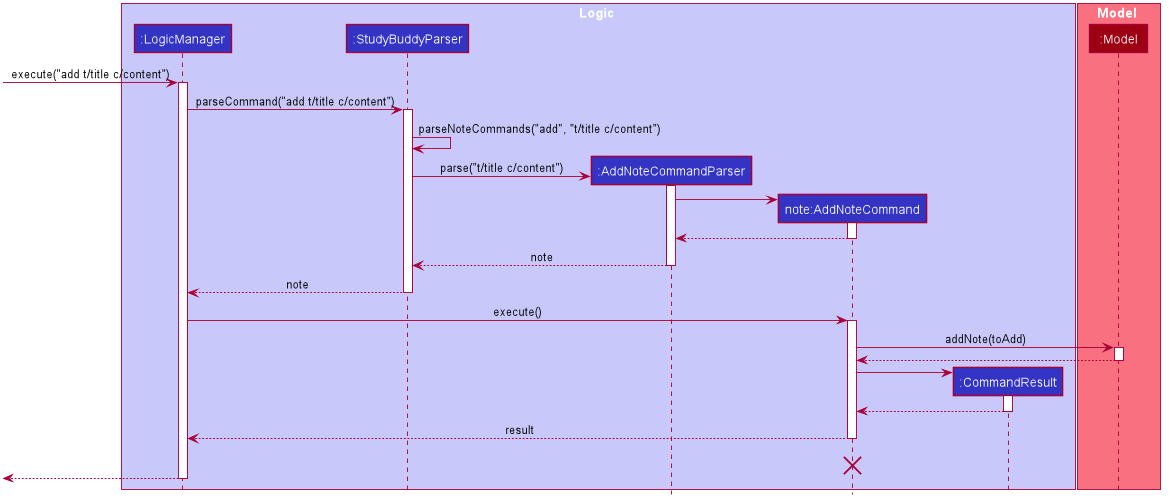 Logic
Model
:LogicManager
:StudyBuddyParser
:Model
execute("add t/title c/content")
parseCommand("add t/title c/content")
parseNoteCommands("add", "t/title c/content")
parse("t/title c/content")
:AddNoteCommandParser
note:AddNoteCommand
note
note
execute()
addNote(toAdd)
:CommandResult
result